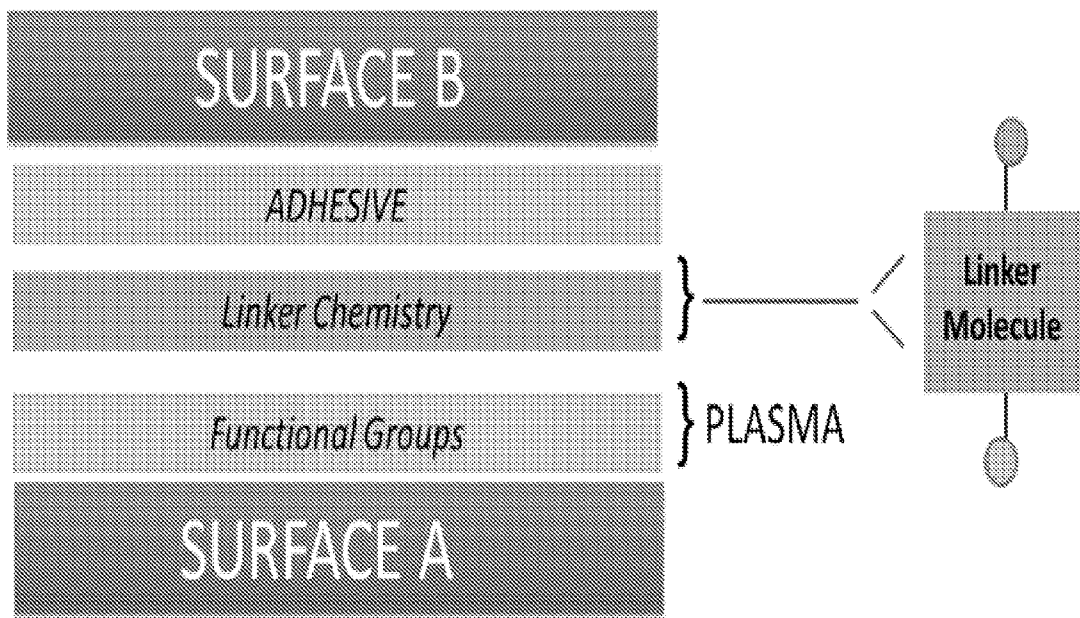 SURFACE B
ADHESIVE
Linker Chemistry
Linker
Molecule
Functional Groups
PLASMA
SURFACE A